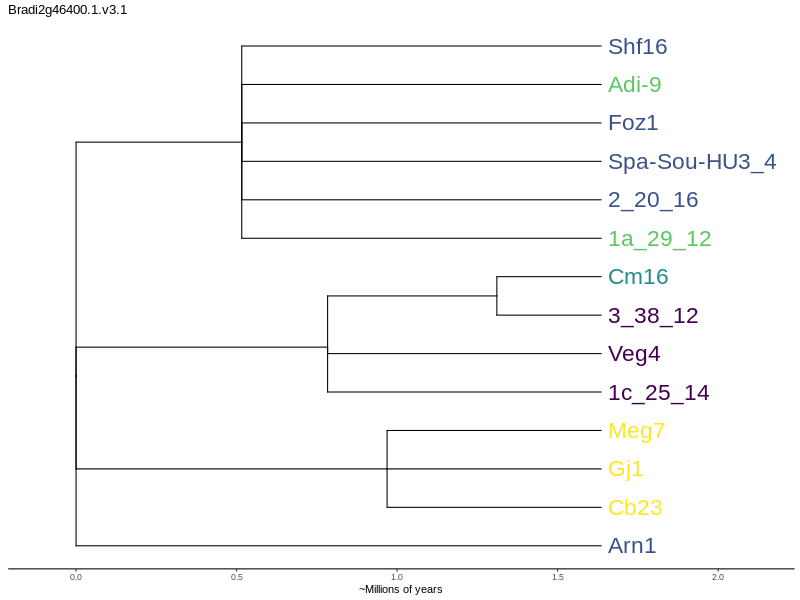 Bradi2g46400.1.v3.1
Shf16
Adi-9
Foz1
Spa-Sou-HU3_4
2_20_16
1a_29_12
Cm16
3_38_12
Veg4
1c_25_14
Meg7
Gj1
Cb23
Arn1
0.0 0.5 1.0 1.5 2.0
~Millions of years